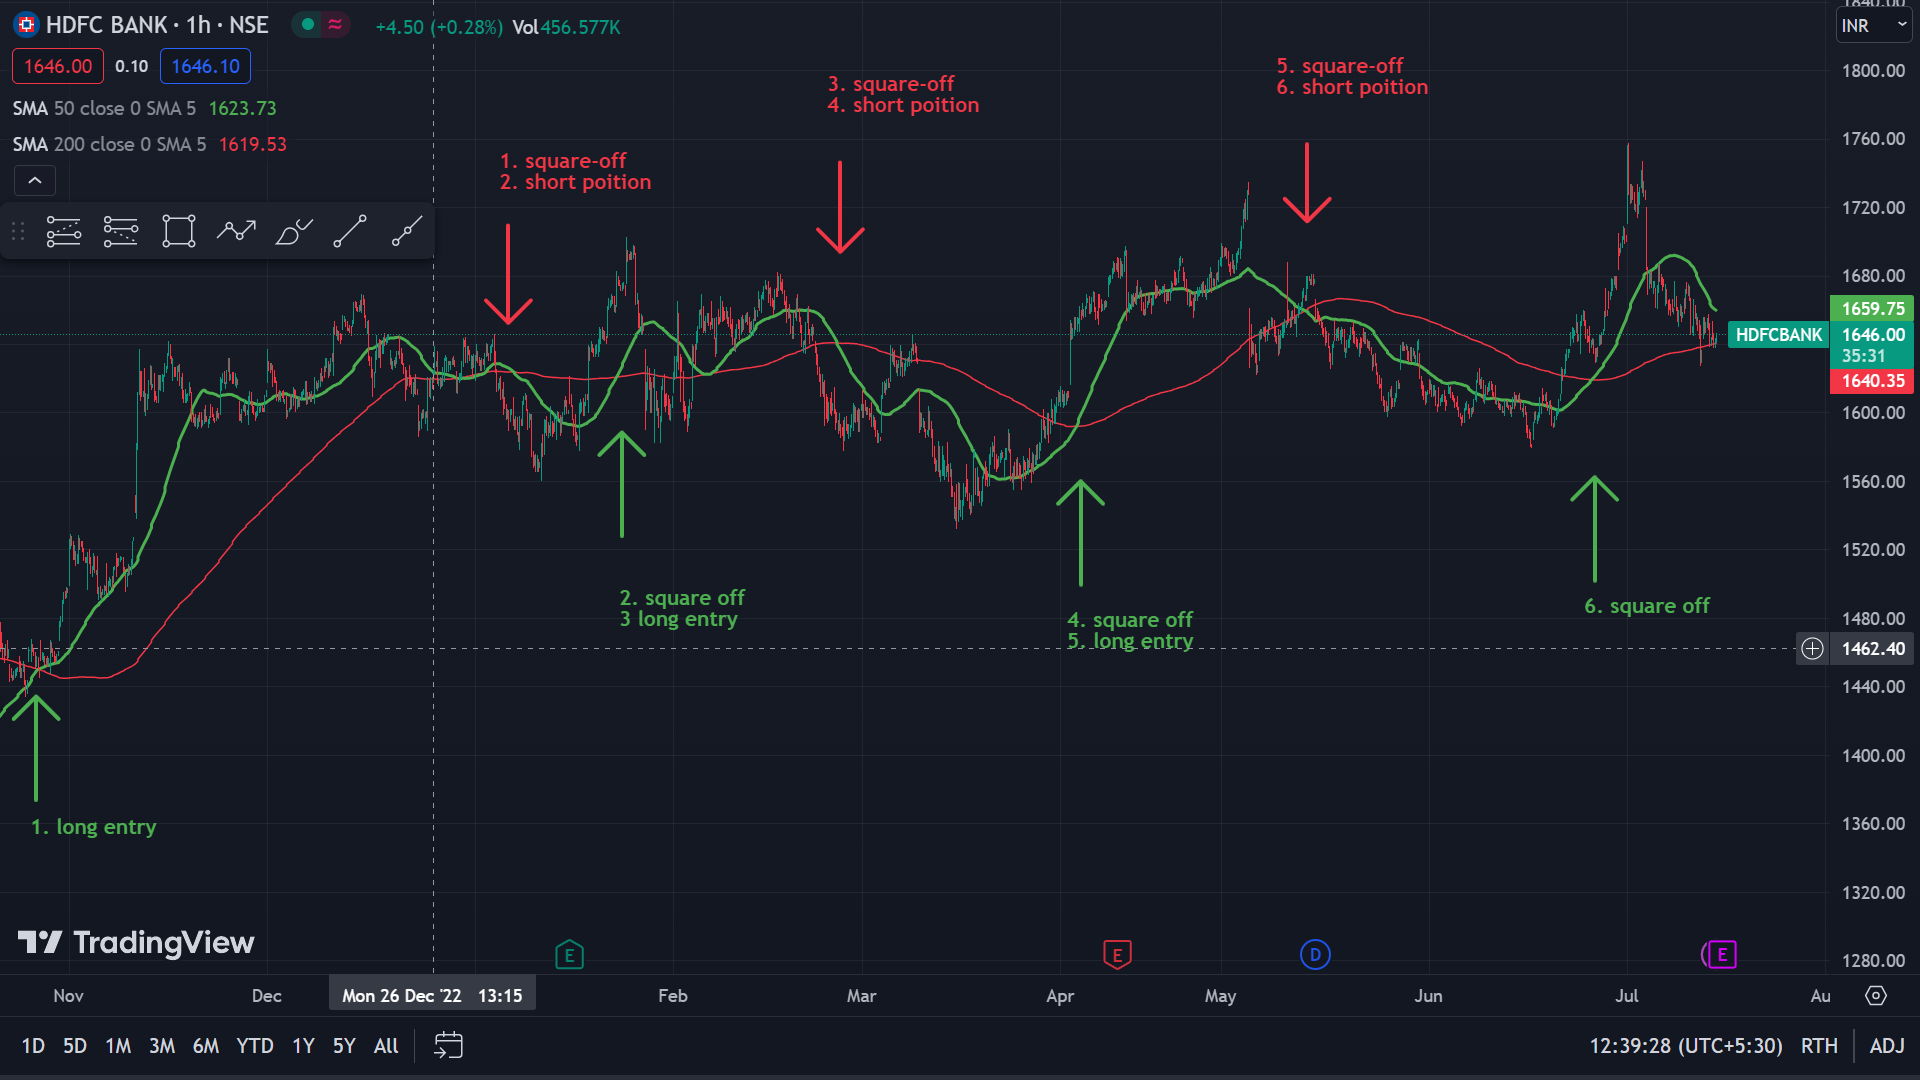 HDFC BANK · 1h · NSE
+4.50 (+0.28%) Vol 456.577K
1646.00 0.10 1646.10
SMA 50 close 0 SMA 5 1623.73
SMA 200 close 0 SMA 5 1619.53
1. square-off
2. short poition
3. square-off
4. short poition
5. square-off
6. short poition
2. square off
3 long entry
4. square off
5. long entry
6. square off
1. long entry
INR
1840.00
1800.00
1760.00
1720.00
1680.00
1659.75
HDFCBANK 1646.00
35:31
1640.35
1600.00
1560.00
1520.00
1480.00
1462.40
1440.00
1400.00
1360.00
1320.00
1280.00
TradingView
E E D E
Nov Dec Mon 26 Dec '22 13:15 Feb Mar Apr May Jun Jul Au
1D 5D 1M 3M 6M YTD 1Y 5Y All
12:39:28 (UTC+5:30) RTH ADJ